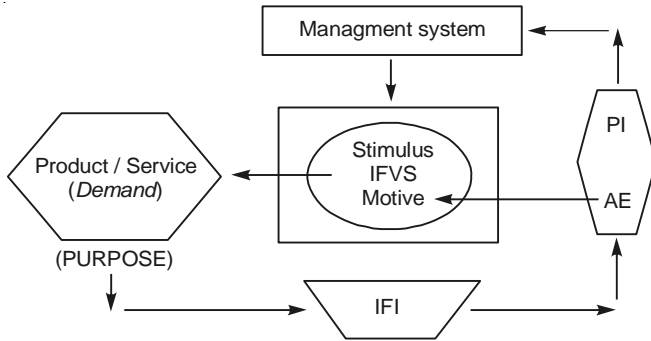 Managment system
Product / Service
(Demand)
(PURPOSE)
Stimulus
IFVS
Motive
PI
AE
IFI